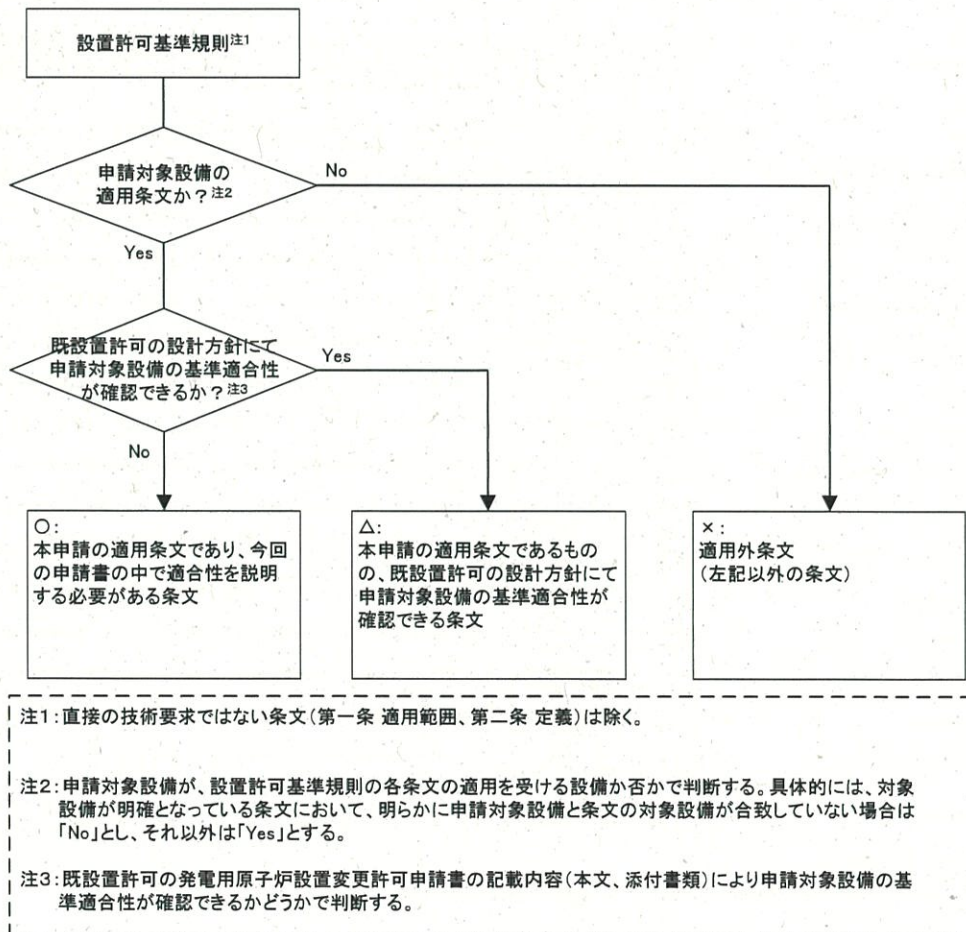 設置許可基準規則注1
申請対象設備の
適用条文か？注2
No
Yes
既設置許可の設計方針にて
申請対象設備の基準適合性
が確認できるか？注3
Yes
No
○：
本申請の適用条文であり、今回
の申請書の中で適合性を説明
する必要がある条文
△：
本申請の適用条文であるもの
の、既設置許可の設計方針にて
申請対象設備の基準適合性が
確認できる条文
×：
適用外条文
(左記以外の条文)
注1：直接の技術要求ではない条文(第一条 適用範囲、第二条 定義)は除く。
注2：申請対象設備が、設置許可基準規則の各条文の適用を受ける設備か否かで判断する。具体的には、対象
設備が明確となっている条文において、明らかに申請対象設備と条文の対象設備が合致していない場合は
「No」とし、それ以外は「Yes」とする。
注3：既設置許可の発電用原子炉設置変更許可申請書の記載内容(本文、添付書類)により申請対象設備の基
準適合性が確認できるかどうかで判断する。